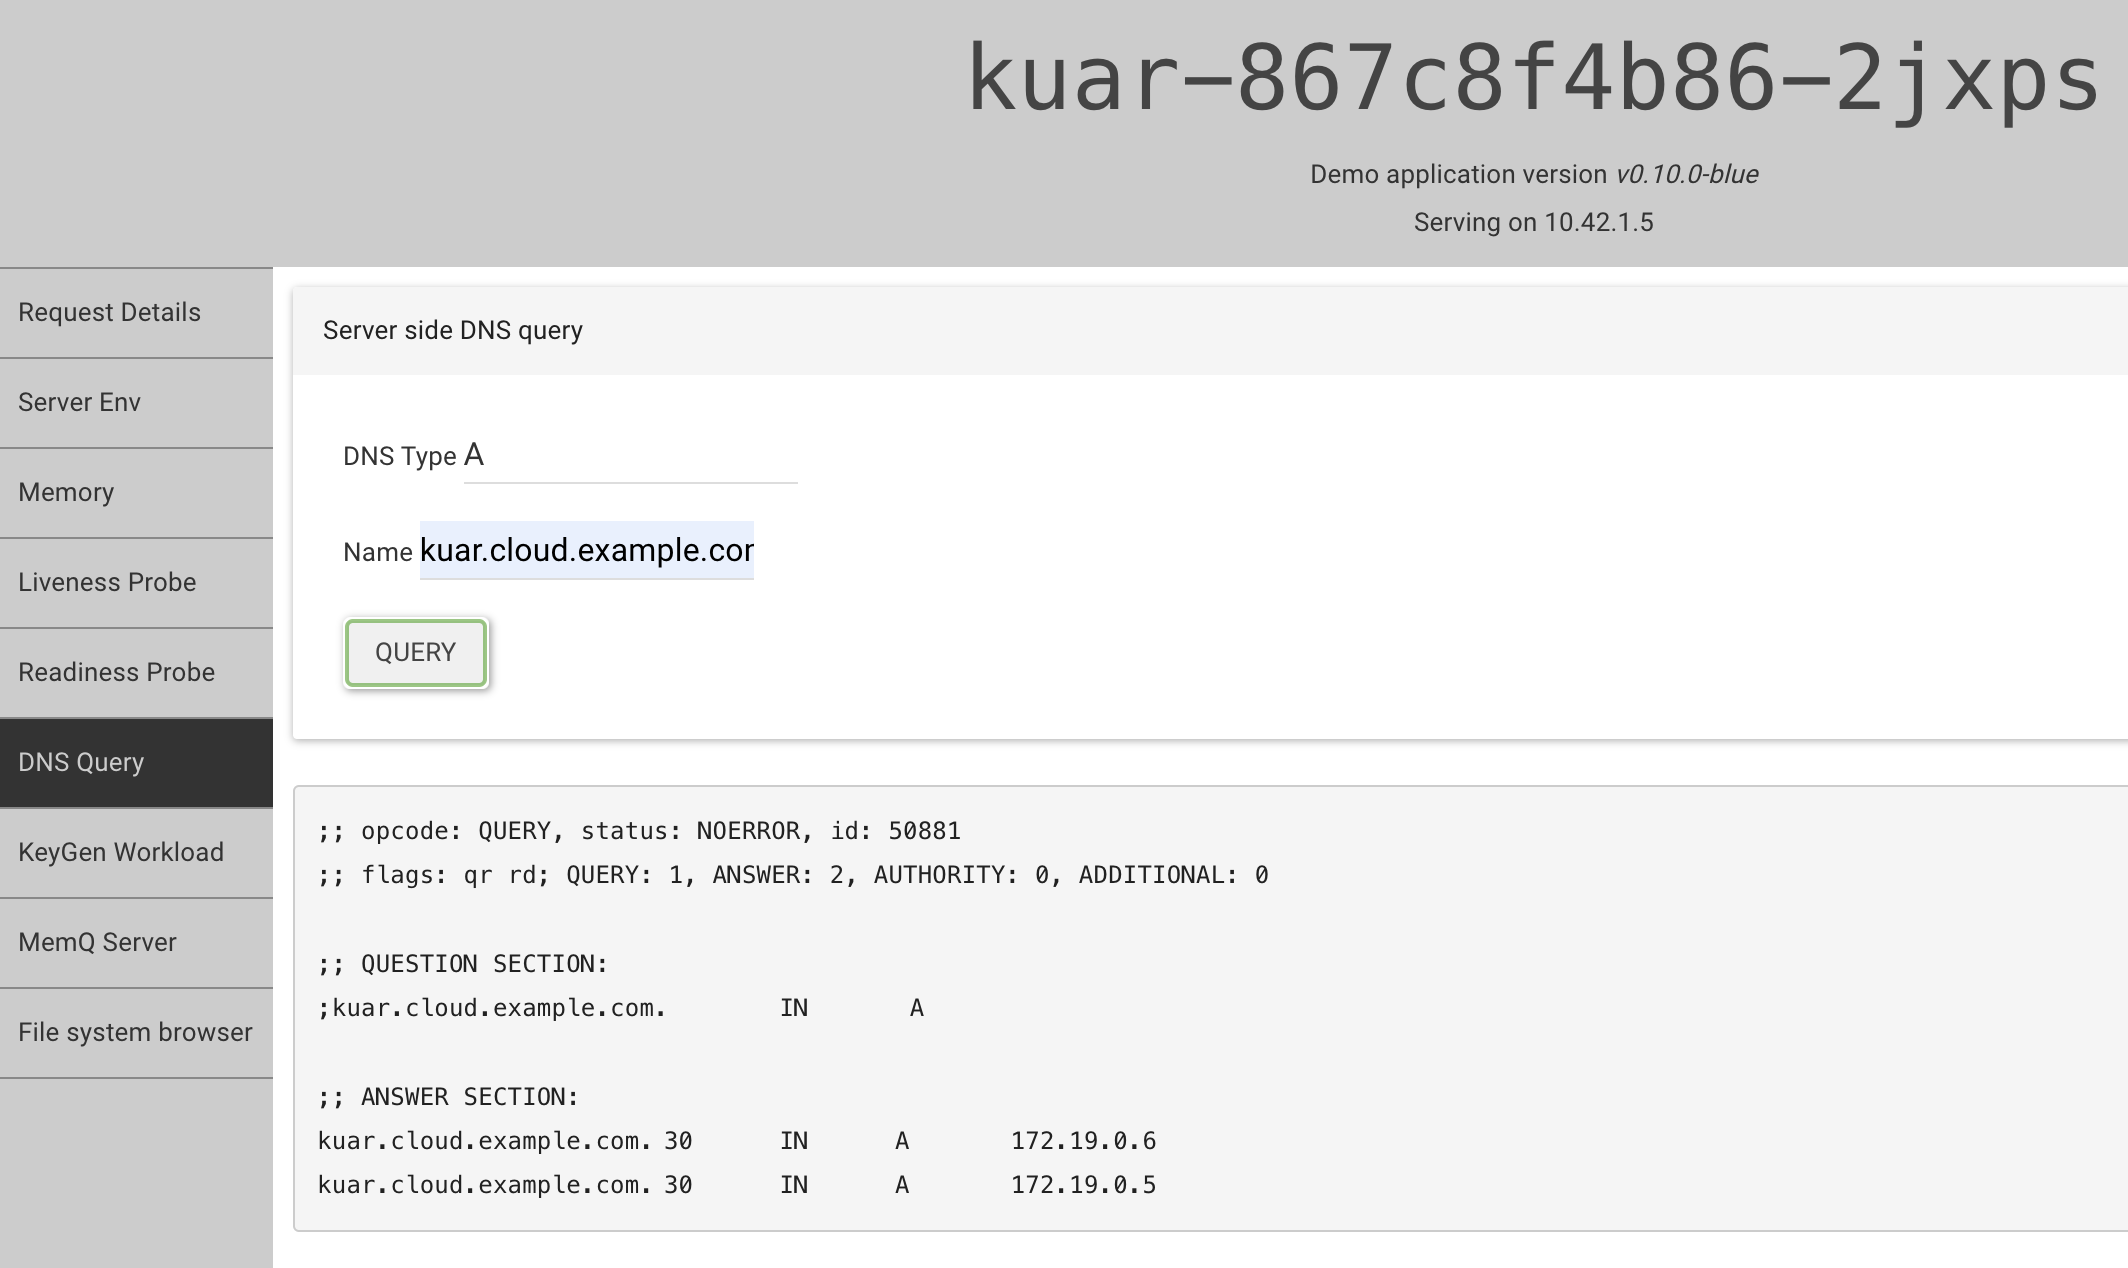 kuar-867c8f4b86-2jxps
Demo application version v0.10.0-blue
Serving on 10.42.1.5
Request Details
Server Env
Memory
Liveness Probe
Readiness Probe
DNS Query
KeyGen Workload
MemQ Server
File system browser
Server side DNS query
DNS Type A
Name kuar.cloud.example.com
QUERY
;; opcode: QUERY, status: NOERROR, id: 50881
;; flags: qr rd; QUERY: 1, ANSWER: 2, AUTHORITY: 0, ADDITIONAL: 0
;; QUESTION SECTION:
;kuar.cloud.example.com. IN A
;; ANSWER SECTION:
kuar.cloud.example.com. 30 IN A 172.19.0.6
kuar.cloud.example.com. 30 IN A 172.19.0.5